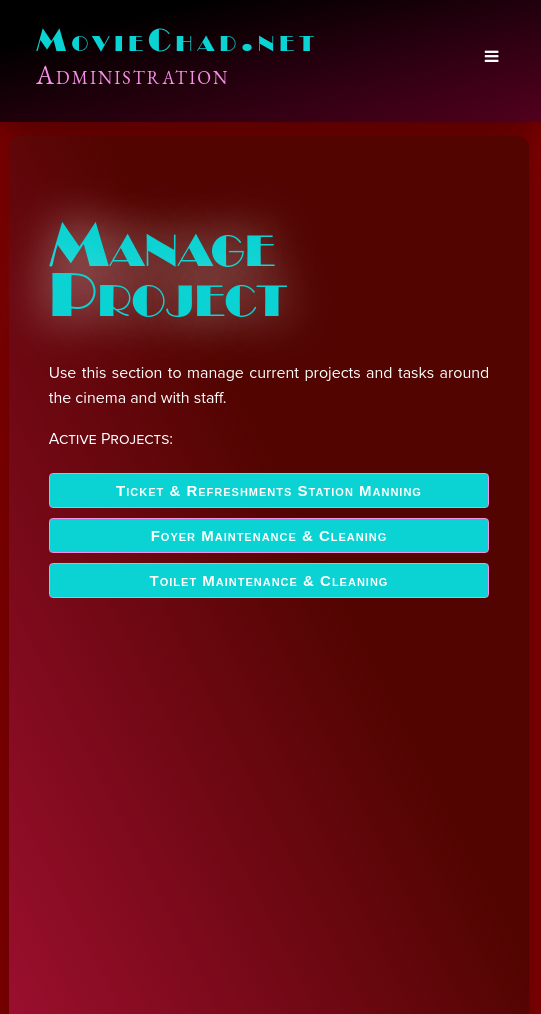 MovieChad.net
Administration
Manage
Project
Use this section to manage current projects and tasks around
the cinema and with staff.
Active Projects:
Ticket & Refreshments Station Manning
Foyer Maintenance & Cleaning
Toilet Maintenance & Cleaning